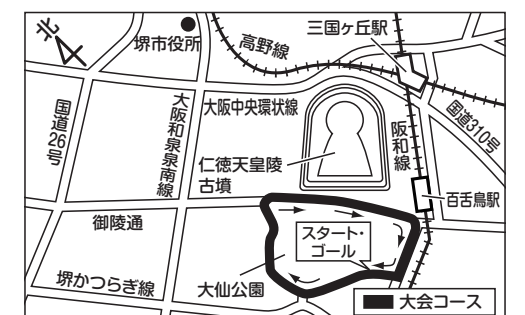 北
堺市役所
高野線
三国ヶ丘駅
国道26号
大阪和泉泉南線
大阪中央環状線
阪和線
国道310号
仁徳天皇陵
古墳
百舌鳥駅
御陵通
スタート・
ゴール
堺かつらぎ線
大仙公園
大会コース